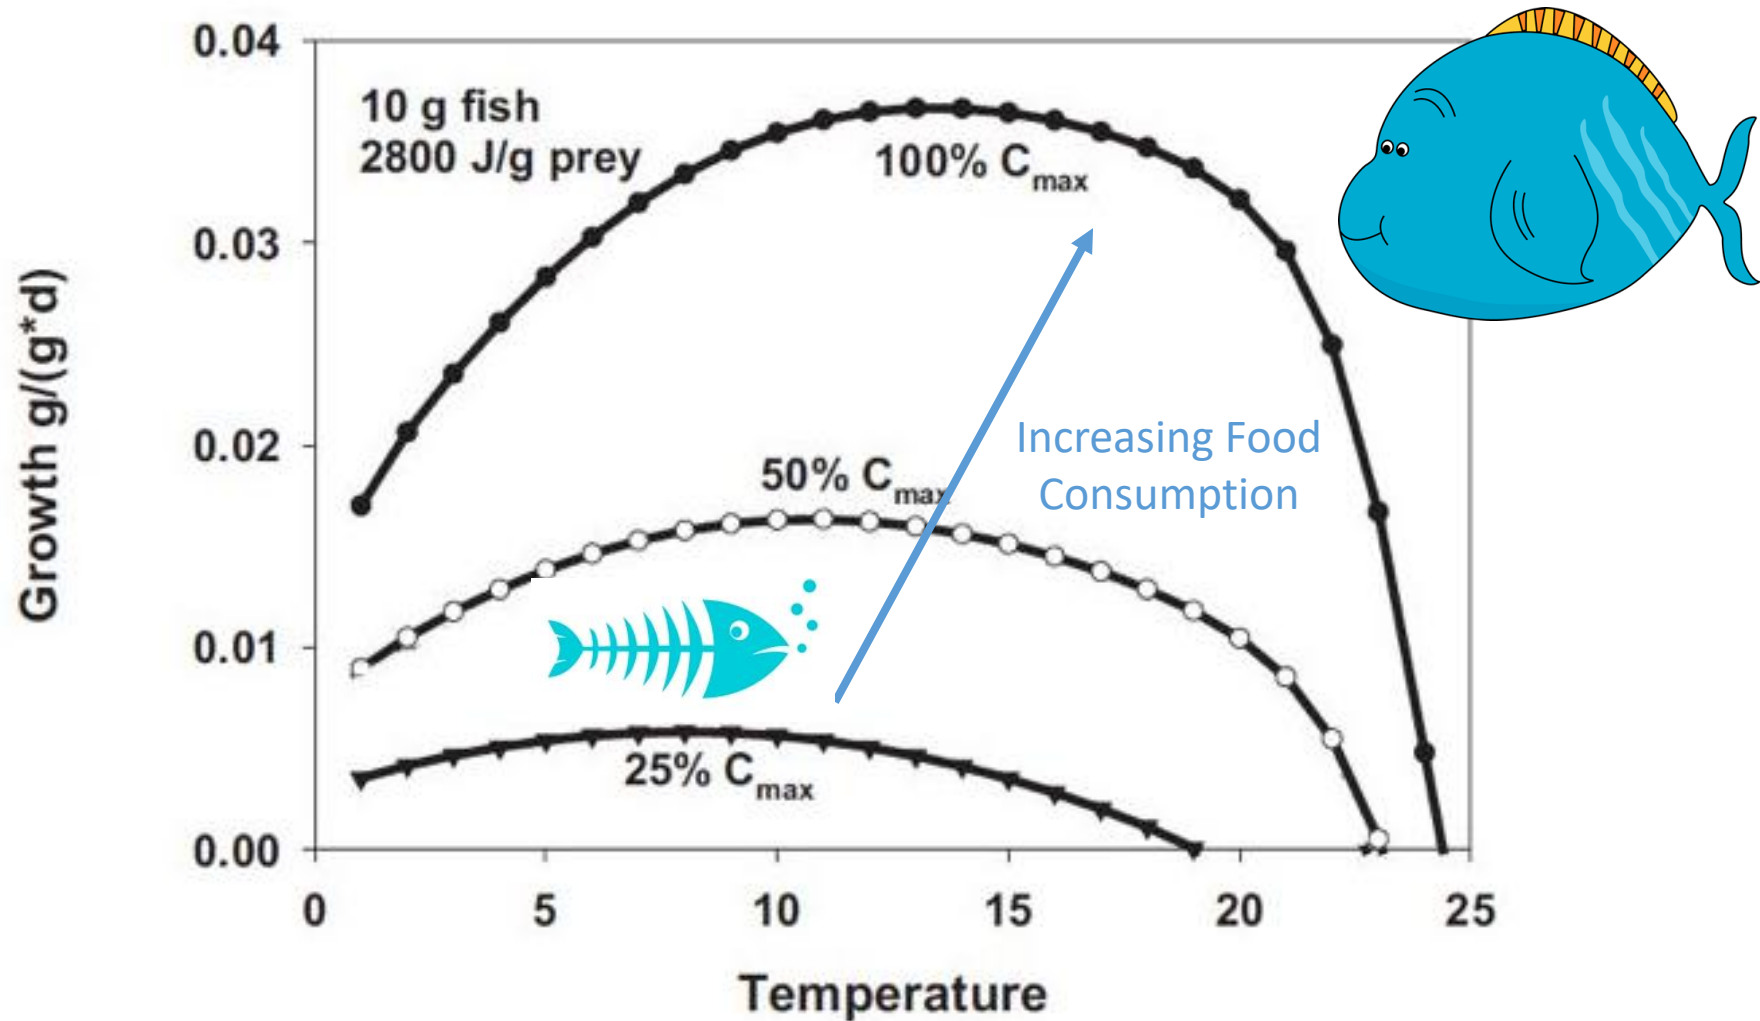 0.04
10 g fish
2800 J/g prey
100% Cmax
0.03
Increasing Food
Consumption
0.02
50% Cmax
0.01
25% Cmax
0.00
0 5 10 15 20 25
Growth g/(g*d)
Temperature